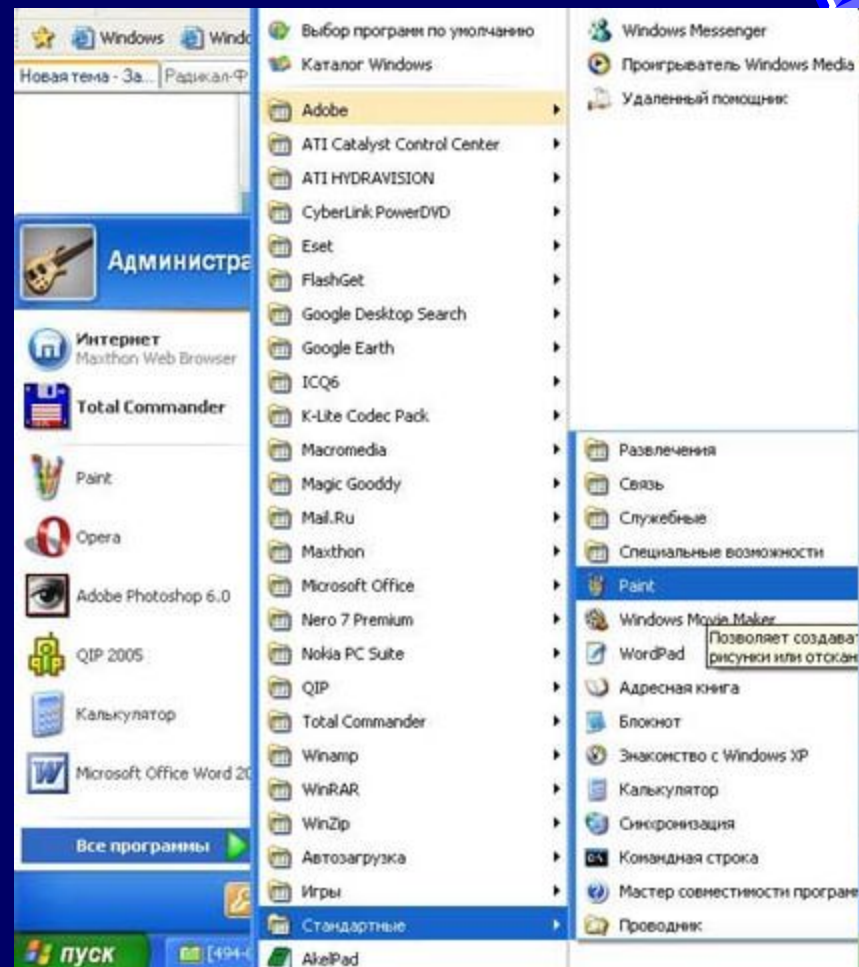 Windows
Windo
Новая тема - За...
Радикал-Ф
Администра
Интернет
Maxthon Web Browser
Total Commander
Paint
Opera
Adobe Photoshop 6.0
QIP 2005
Калькулятор
Microsoft Office Word 20
Все программы
пуск
Выбор программ по умолчанию
Каталог Windows
Adobe
ATI Catalyst Control Center
ATI HYDRAVISION
CyberLink PowerDVD
Eset
FlashGet
Google Desktop Search
Google Earth
ICQ6
K-Lite Codec Pack
Macromedia
Magic Gooddy
Mail.Ru
Maxthon
Microsoft Office
Nero 7 Premium
Nokia PC Suite
QIP
Total Commander
Winamp
WinRAR
WinZip
Автозагрузка
Игры
Стандартные
AkelPad
Windows Messenger
Проигрыватель Windows Media
Удаленный помощник
Развлечения
Связь
Служебные
Специальные возможности
Paint
Windows Movie Maker
Позволяет создават
рисунки или отскан
WordPad
Адресная книга
Блокнот
Знакомство с Windows XP
Калькулятор
Синхронизация
Командная строка
Мастер совместимости програм
Проводник